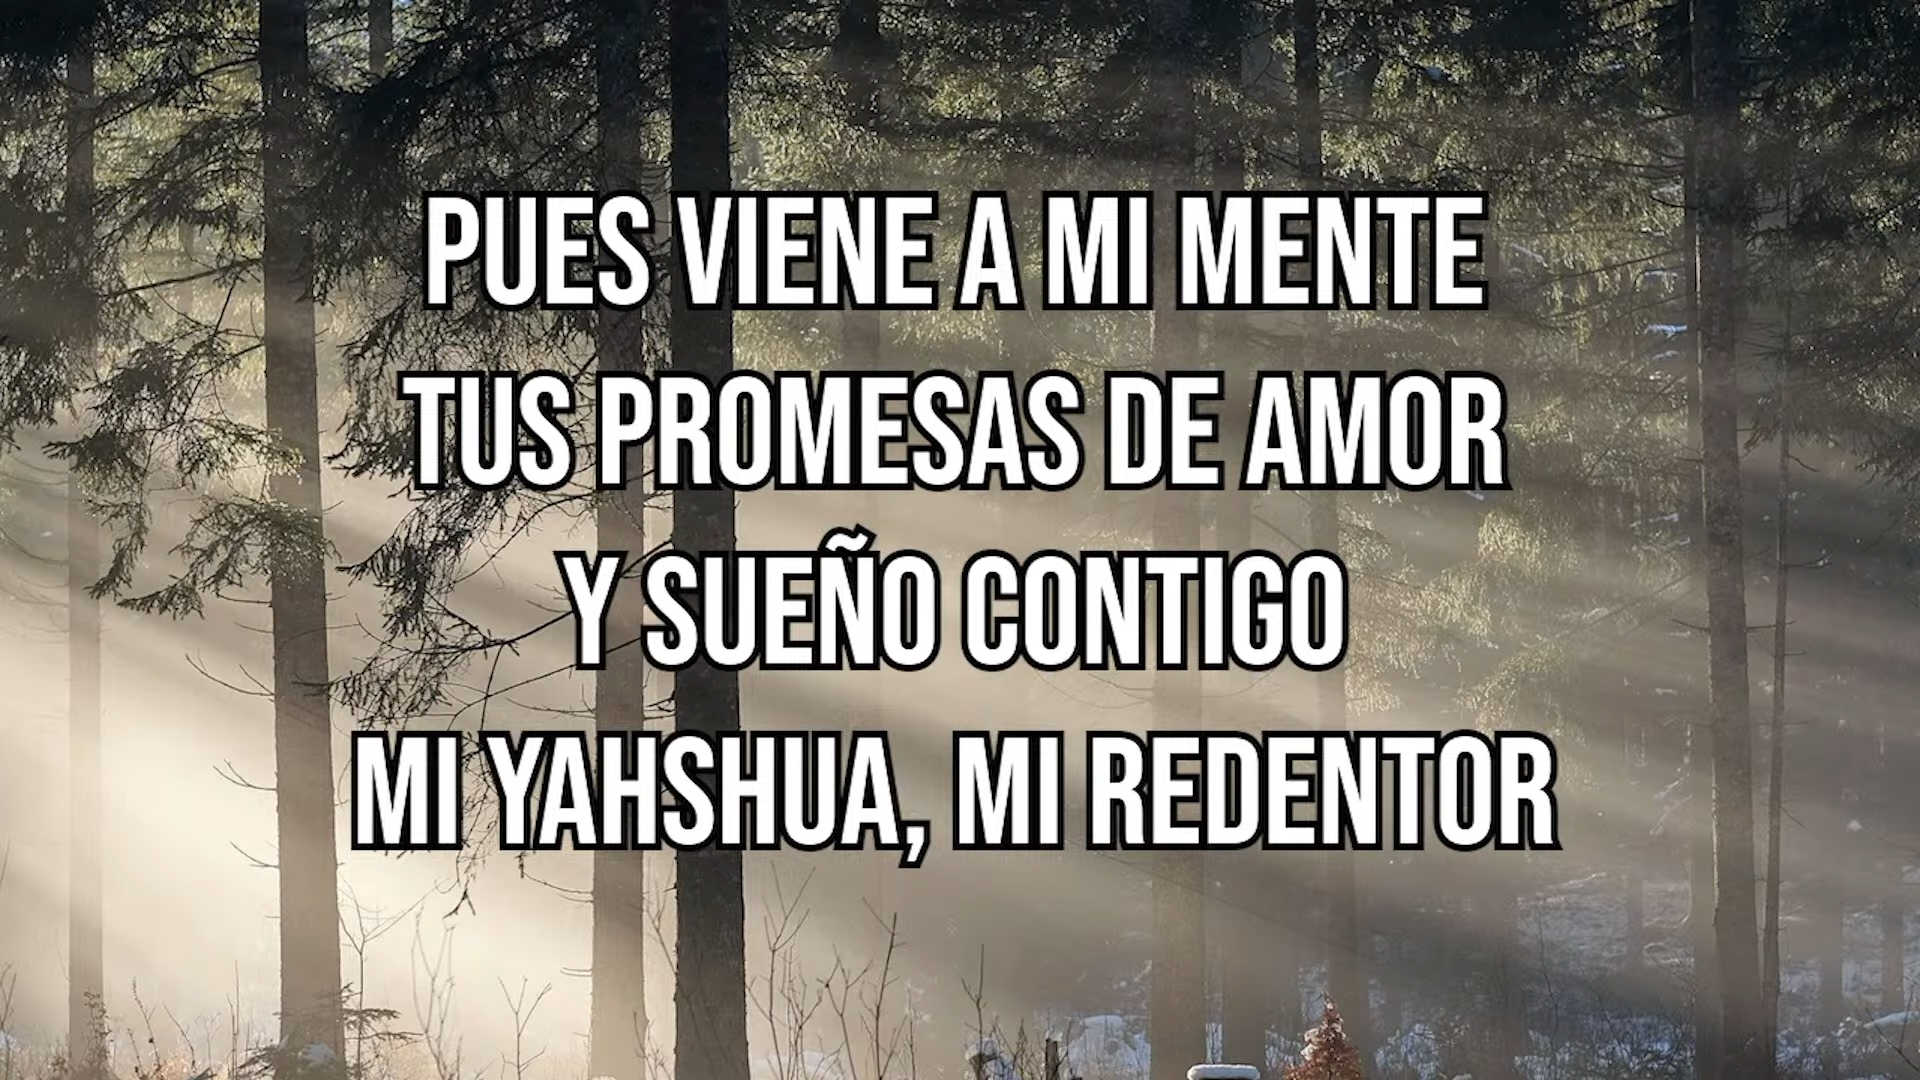 PUES VIENE A MI MENTE
TUS PROMESAS DE AMOR
Y SUEÑO CONTIGO
MI YAHSHUA, MI REDENTOR